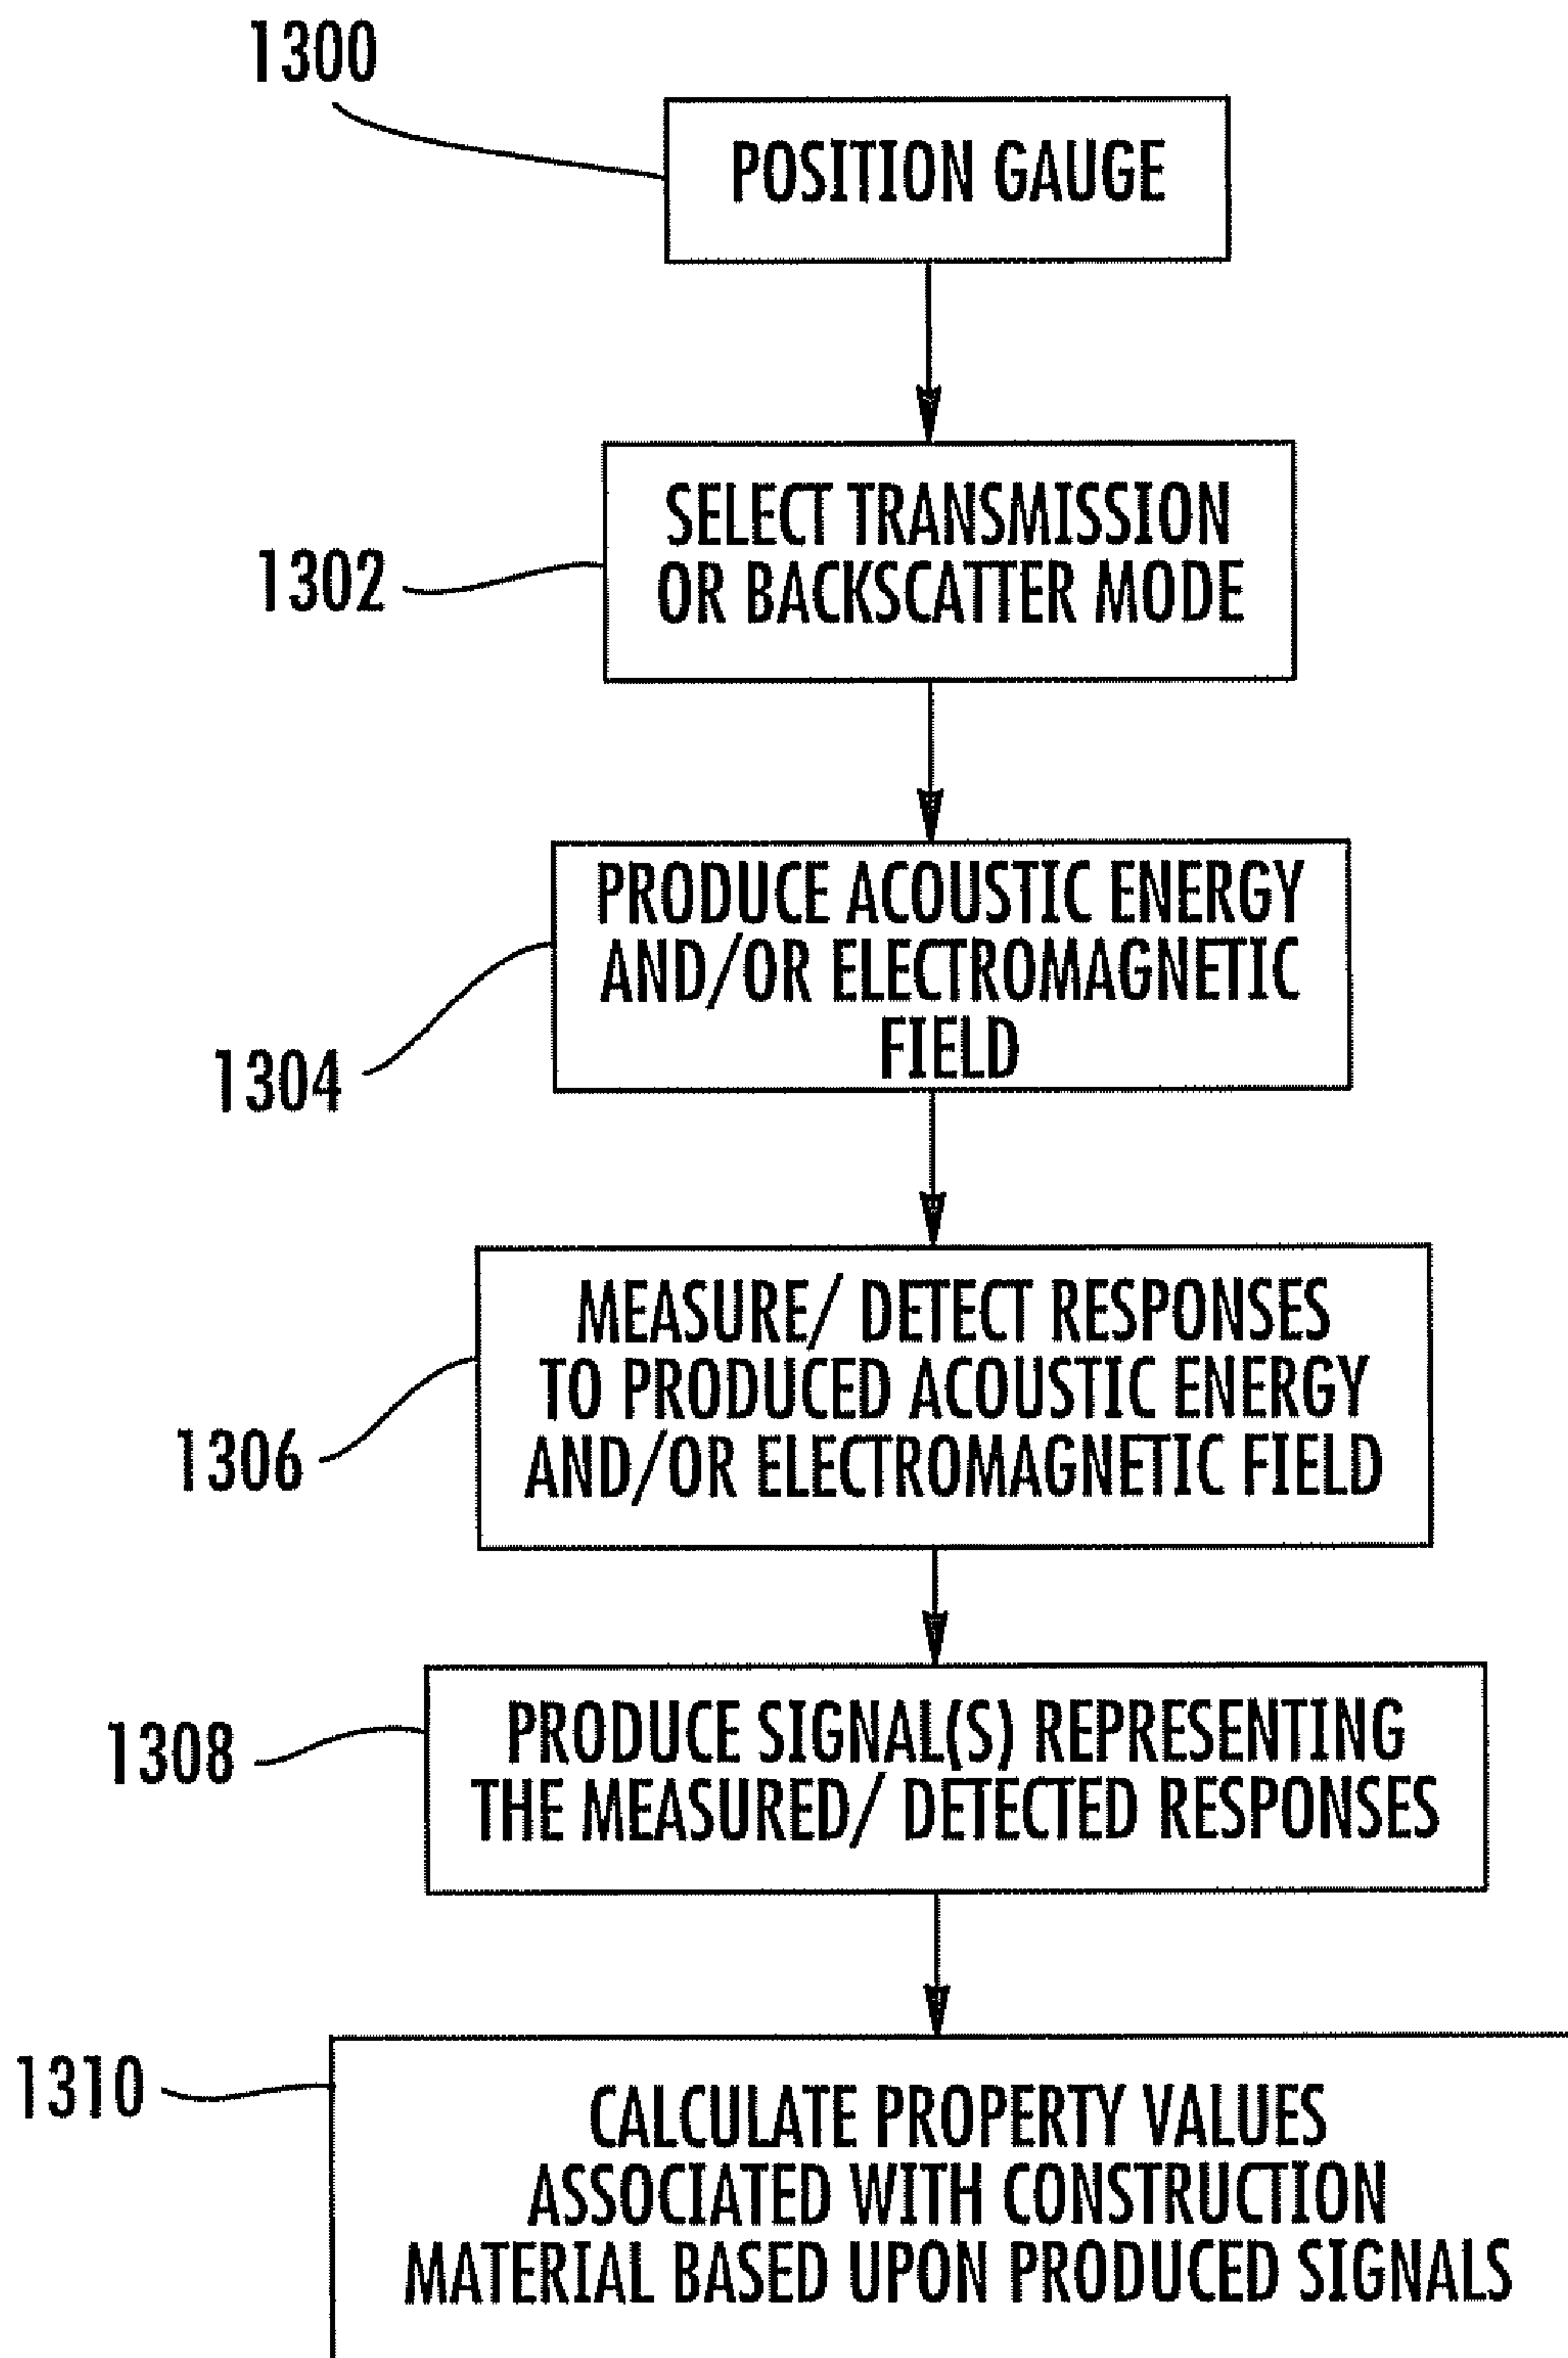 1300
POSITION GAUGE
SELECT TRANSMISSION
OR BACKSCATTER MODE
1302
PRODUCE ACOUSTIC ENERGY
AND/OR ELECTROMAGNETIC
FIELD
1304
MEASURE/ DETECT RESPONSES
TO PRODUCED ACOUSTIC ENERGY
AND/OR ELECTROMAGNETIC FIELD
1306
PRODUCE SIGNAL(S) REPRESENTING
THE MEASURED/ DETECTED RESPONSES
1308
1310
CALCULATE PROPERTY VALUES
ASSOCIATED WITH CONSTRUCTION
MATERIAL BASED UPON PRODUCED SIGNALS